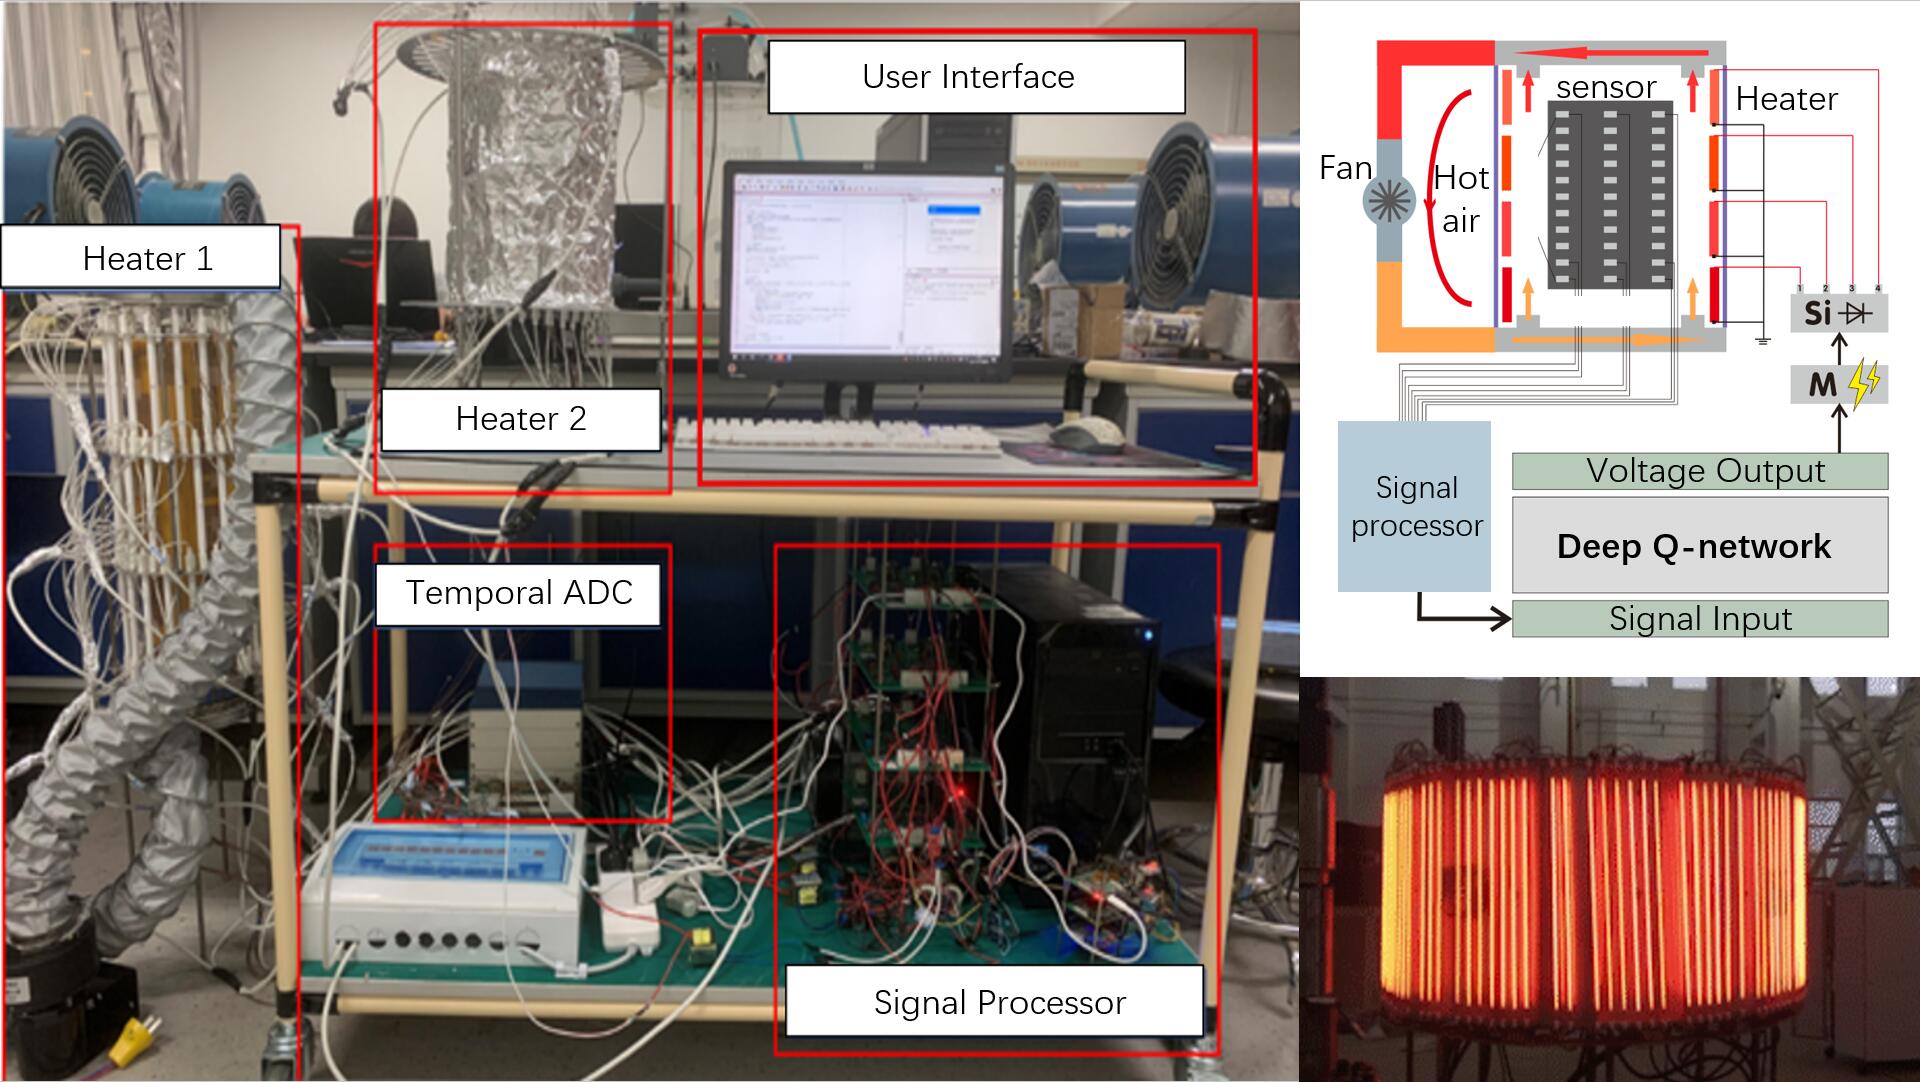 User Interface
Heater 1
Heater 2
Temporal ADC
Signal Processor
sensor
Heater
Fan
Hot
air
1 2 3 4
Si
M
Signal
processor
Voltage Output
Deep Q-network
Signal Input